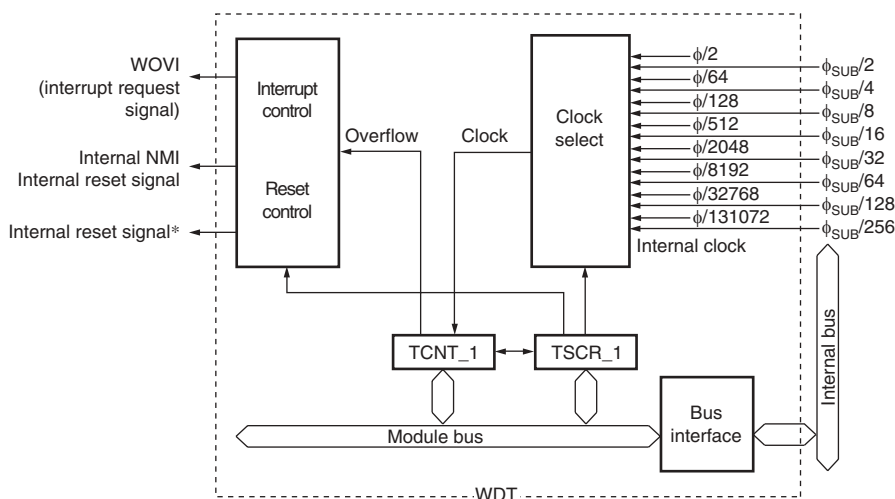 WOVI
(interrupt request
signal)
Internal NMI
Internal reset signal
Internal reset signal*
Interrupt
control
Reset
control
Overflow
Clock
Clock
select
ϕ/2
ϕSUB/2
ϕ/64
ϕSUB/4
ϕ/128
ϕSUB/8
ϕ/512
ϕSUB/16
ϕ/2048
ϕSUB/32
ϕ/8192
ϕSUB/64
ϕ/32768
ϕSUB/128
ϕ/131072
ϕSUB/256
Internal clock
TCNT_1
TSCR_1
Internal bus
Module bus
Bus
interface
WDT